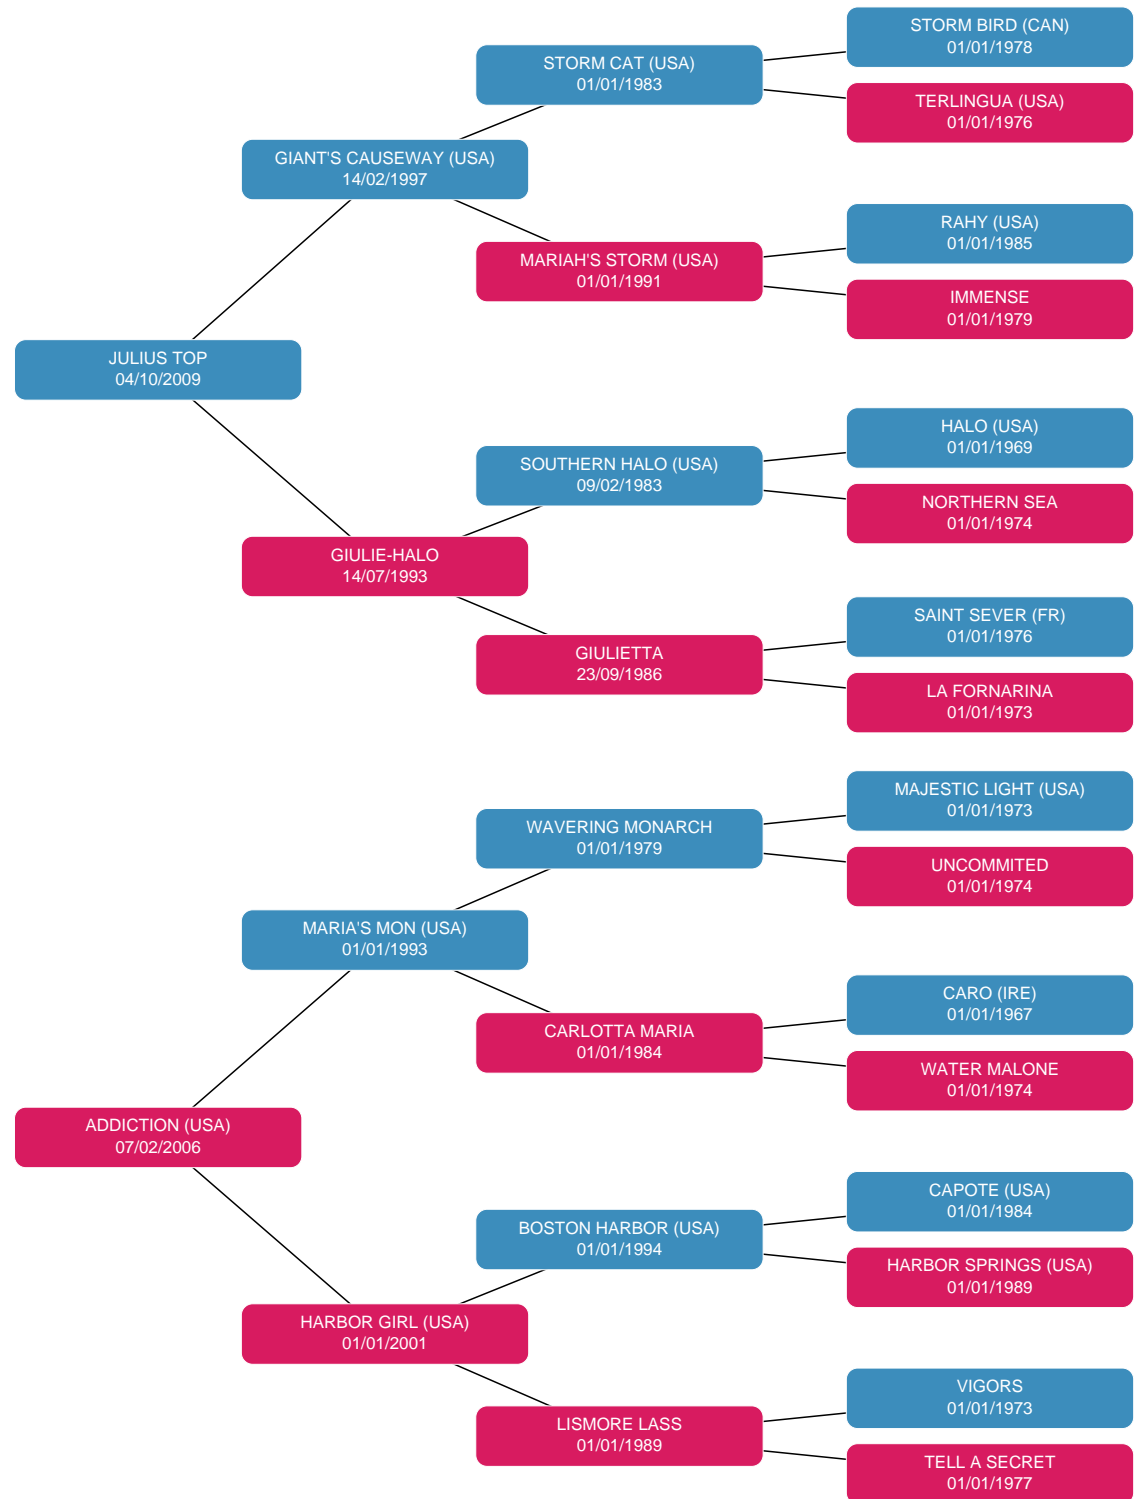 STORM BIRD (CAN)
01/01/1978
STORM CAT (USA)
01/01/1983
TERLINGUA (USA)
01/01/1976
GIANT'S CAUSEWAY (USA)
14/02/1997
RAHY (USA)
01/01/1985
MARIAH'S STORM (USA)
01/01/1991
IMMENSE
01/01/1979
JULIUS TOP
04/10/2009
HALO (USA)
01/01/1969
SOUTHERN HALO (USA)
09/02/1983
NORTHERN SEA
01/01/1974
GIULIE-HALO
14/07/1993
SAINT SEVER (FR)
01/01/1976
GIULIETTA
23/09/1986
LA FORNARINA
01/01/1973
MAJESTIC LIGHT (USA)
01/01/1973
WAVERING MONARCH
01/01/1979
UNCOMMITED
01/01/1974
MARIA'S MON (USA)
01/01/1993
CARO (IRE)
01/01/1967
CARLOTTA MARIA
01/01/1984
WATER MALONE
01/01/1974
ADDICTION (USA)
07/02/2006
CAPOTE (USA)
01/01/1984
BOSTON HARBOR (USA)
01/01/1994
HARBOR SPRINGS (USA)
01/01/1989
HARBOR GIRL (USA)
01/01/2001
VIGORS
01/01/1973
LISMORE LASS
01/01/1989
TELL A SECRET
01/01/1977